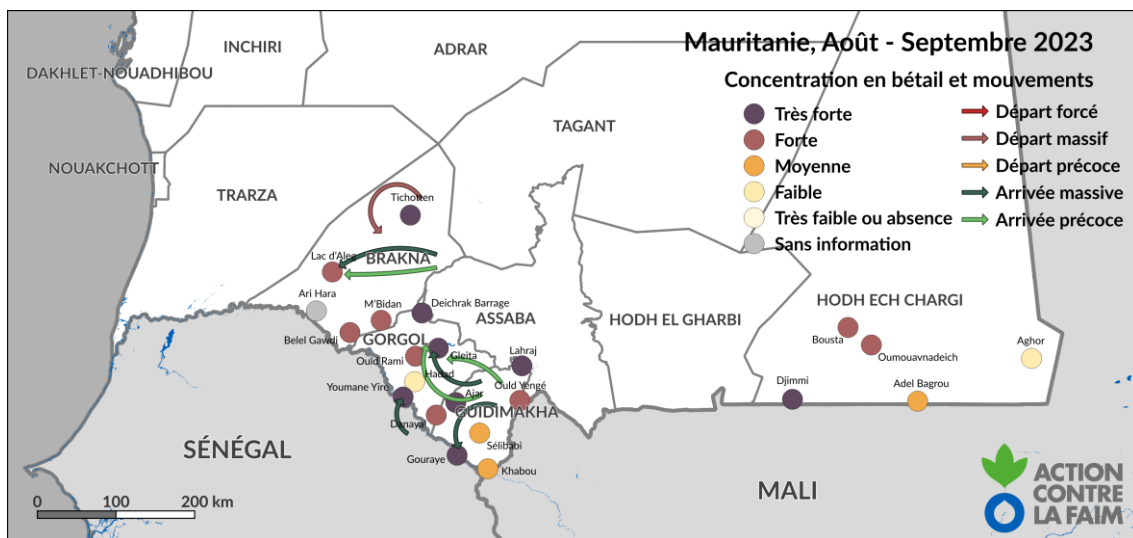 Mauritanie, Août - Septembre 2023
Concentration en bétail et mouvements
Très forte
Forte
Moyenne
Faible
Très faible ou absence
Sans information
Départ forcé
Départ massif
Départ précoce
Arrivée massive
Arrivée précoce
INCHIRI
ADRAR
DAKHLET-NOUADHIBOU
TAGANT
NOUAKCHOTT
TRARZA
Tichotten
Lac d'Aleg
BRAKNA
Ari Hara
M'Bidan
Deichrak Barrage
ASSABA
HODH EL GHARBI
HODH ECH CHARGI
Belel Gawdi
GORGOL
Gleita
Lahraj
Bousta
Oumouavnadeich
Aghor
Ould Rami
Hadad
Youmane Yire
Ajar
Ould Yengé
Djimmi
Adel Bagrou
Danaya
GUIDIMAKHA
Sélibabi
Gouraye
Khabou
SÉNÉGAL
MALI
0 100 200 km
ACTION
CONTRE
LA FAIM